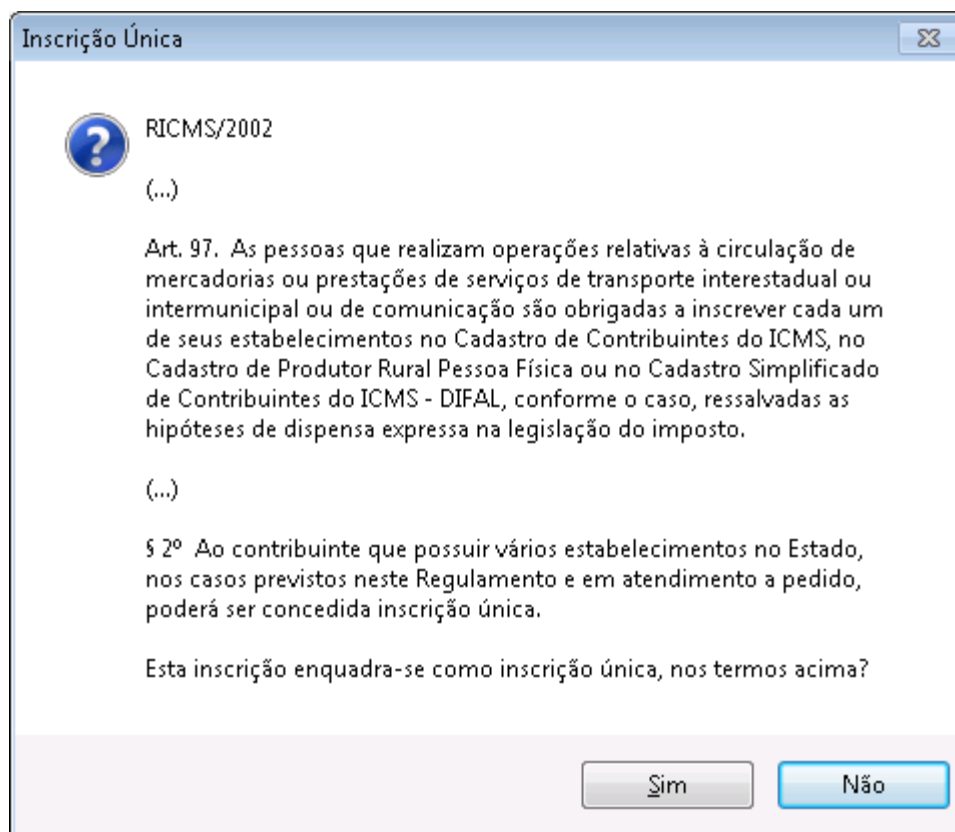 Inscrição Única
RICMS/2002
(...)
Art. 97.  As pessoas que realizam operações relativas à circulação de
mercadorias ou prestações de serviços de transporte interestadual ou
intermunicipal ou de comunicação são obrigadas a inscrever cada um
de seus estabelecimentos no Cadastro de Contribuintes do ICMS, no
Cadastro de Produtor Rural Pessoa Física ou no Cadastro Simplificado
de Contribuintes do ICMS - DIFAL, conforme o caso, ressalvadas as
hipóteses de dispensa expressa na legislação do imposto.
(...)
§ 2º  Ao contribuinte que possuir vários estabelecimentos no Estado,
nos casos previstos neste Regulamento e em atendimento a pedido,
poderá ser concedida inscrição única.
Esta inscrição enquadra-se como inscrição única, nos termos acima?
Sim
Não